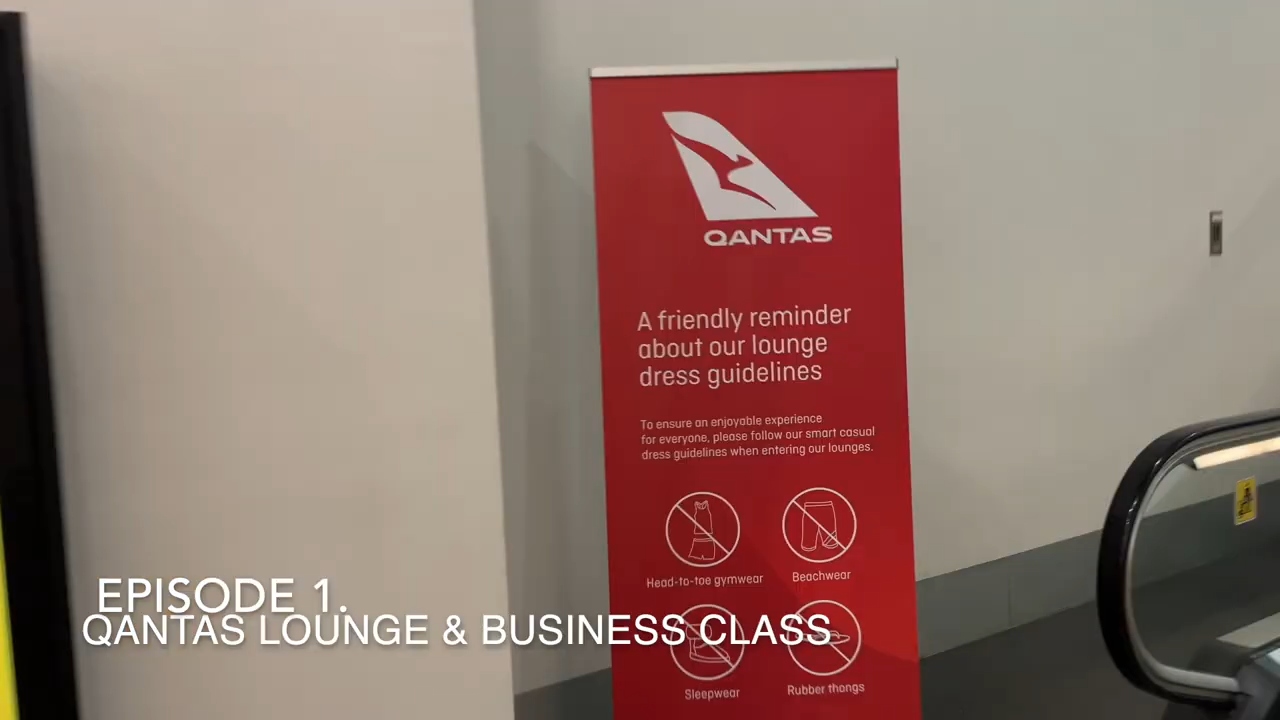 QANTAS
A friendly reminder
about our lounge
dress guidelines
To ensure an enjoyable experience
for everyone, please follow our smart casual
dress guidelines when entering our lounges.
Head-to-toe gymwear
Beachwear
EPISODE 1.
QANTAS LOUNGE & BUSINESS CLASS
Sleepwear
Rubber thongs